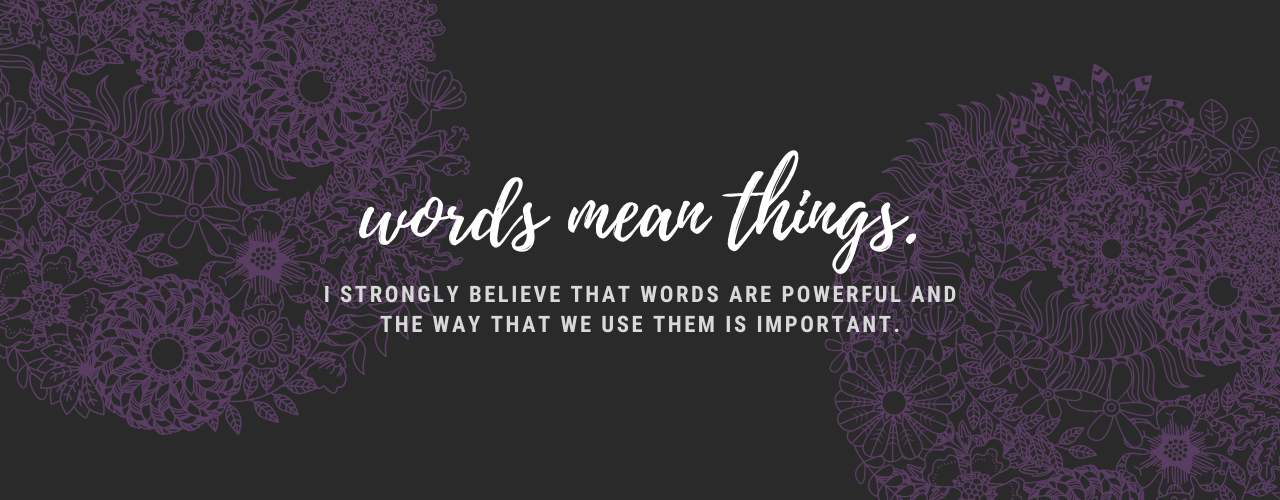 words mean things.
I STRONGLY BELIEVE THAT WORDS ARE POWERFUL AND
THE WAY THAT WE USE THEM IS IMPORTANT.